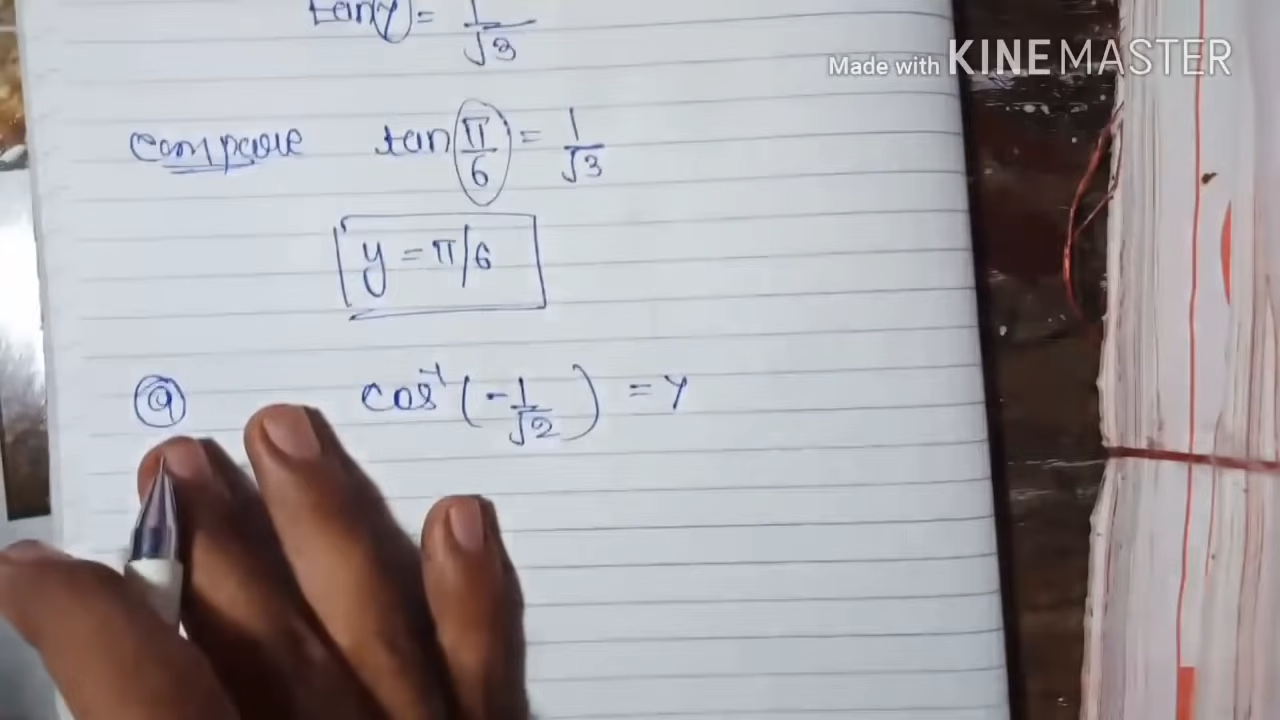 Made with KINEMASTER
tan y = 1/√3
compare tan π/6 = 1/√3
y = π/6
9 cos⁻¹(-1/√2) = y